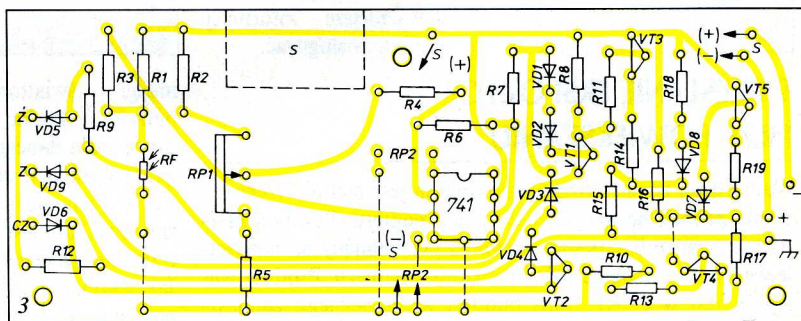 S
S
(+)
(+)
(-)
S
R3
R1
R2
R4
R7
VD1
R8
R11
VT3
R18
VT5
Z
VD5
R9
R6
VD2
VT1
R14
VD8
RF
RP1
RP2
741
R15
R16
R19
Z
VD9
VD3
VD7
-
CZ
VD6
(-)
S
+
R12
R5
RP2
VD4
R10
R17
VT2
R13
VT4
3